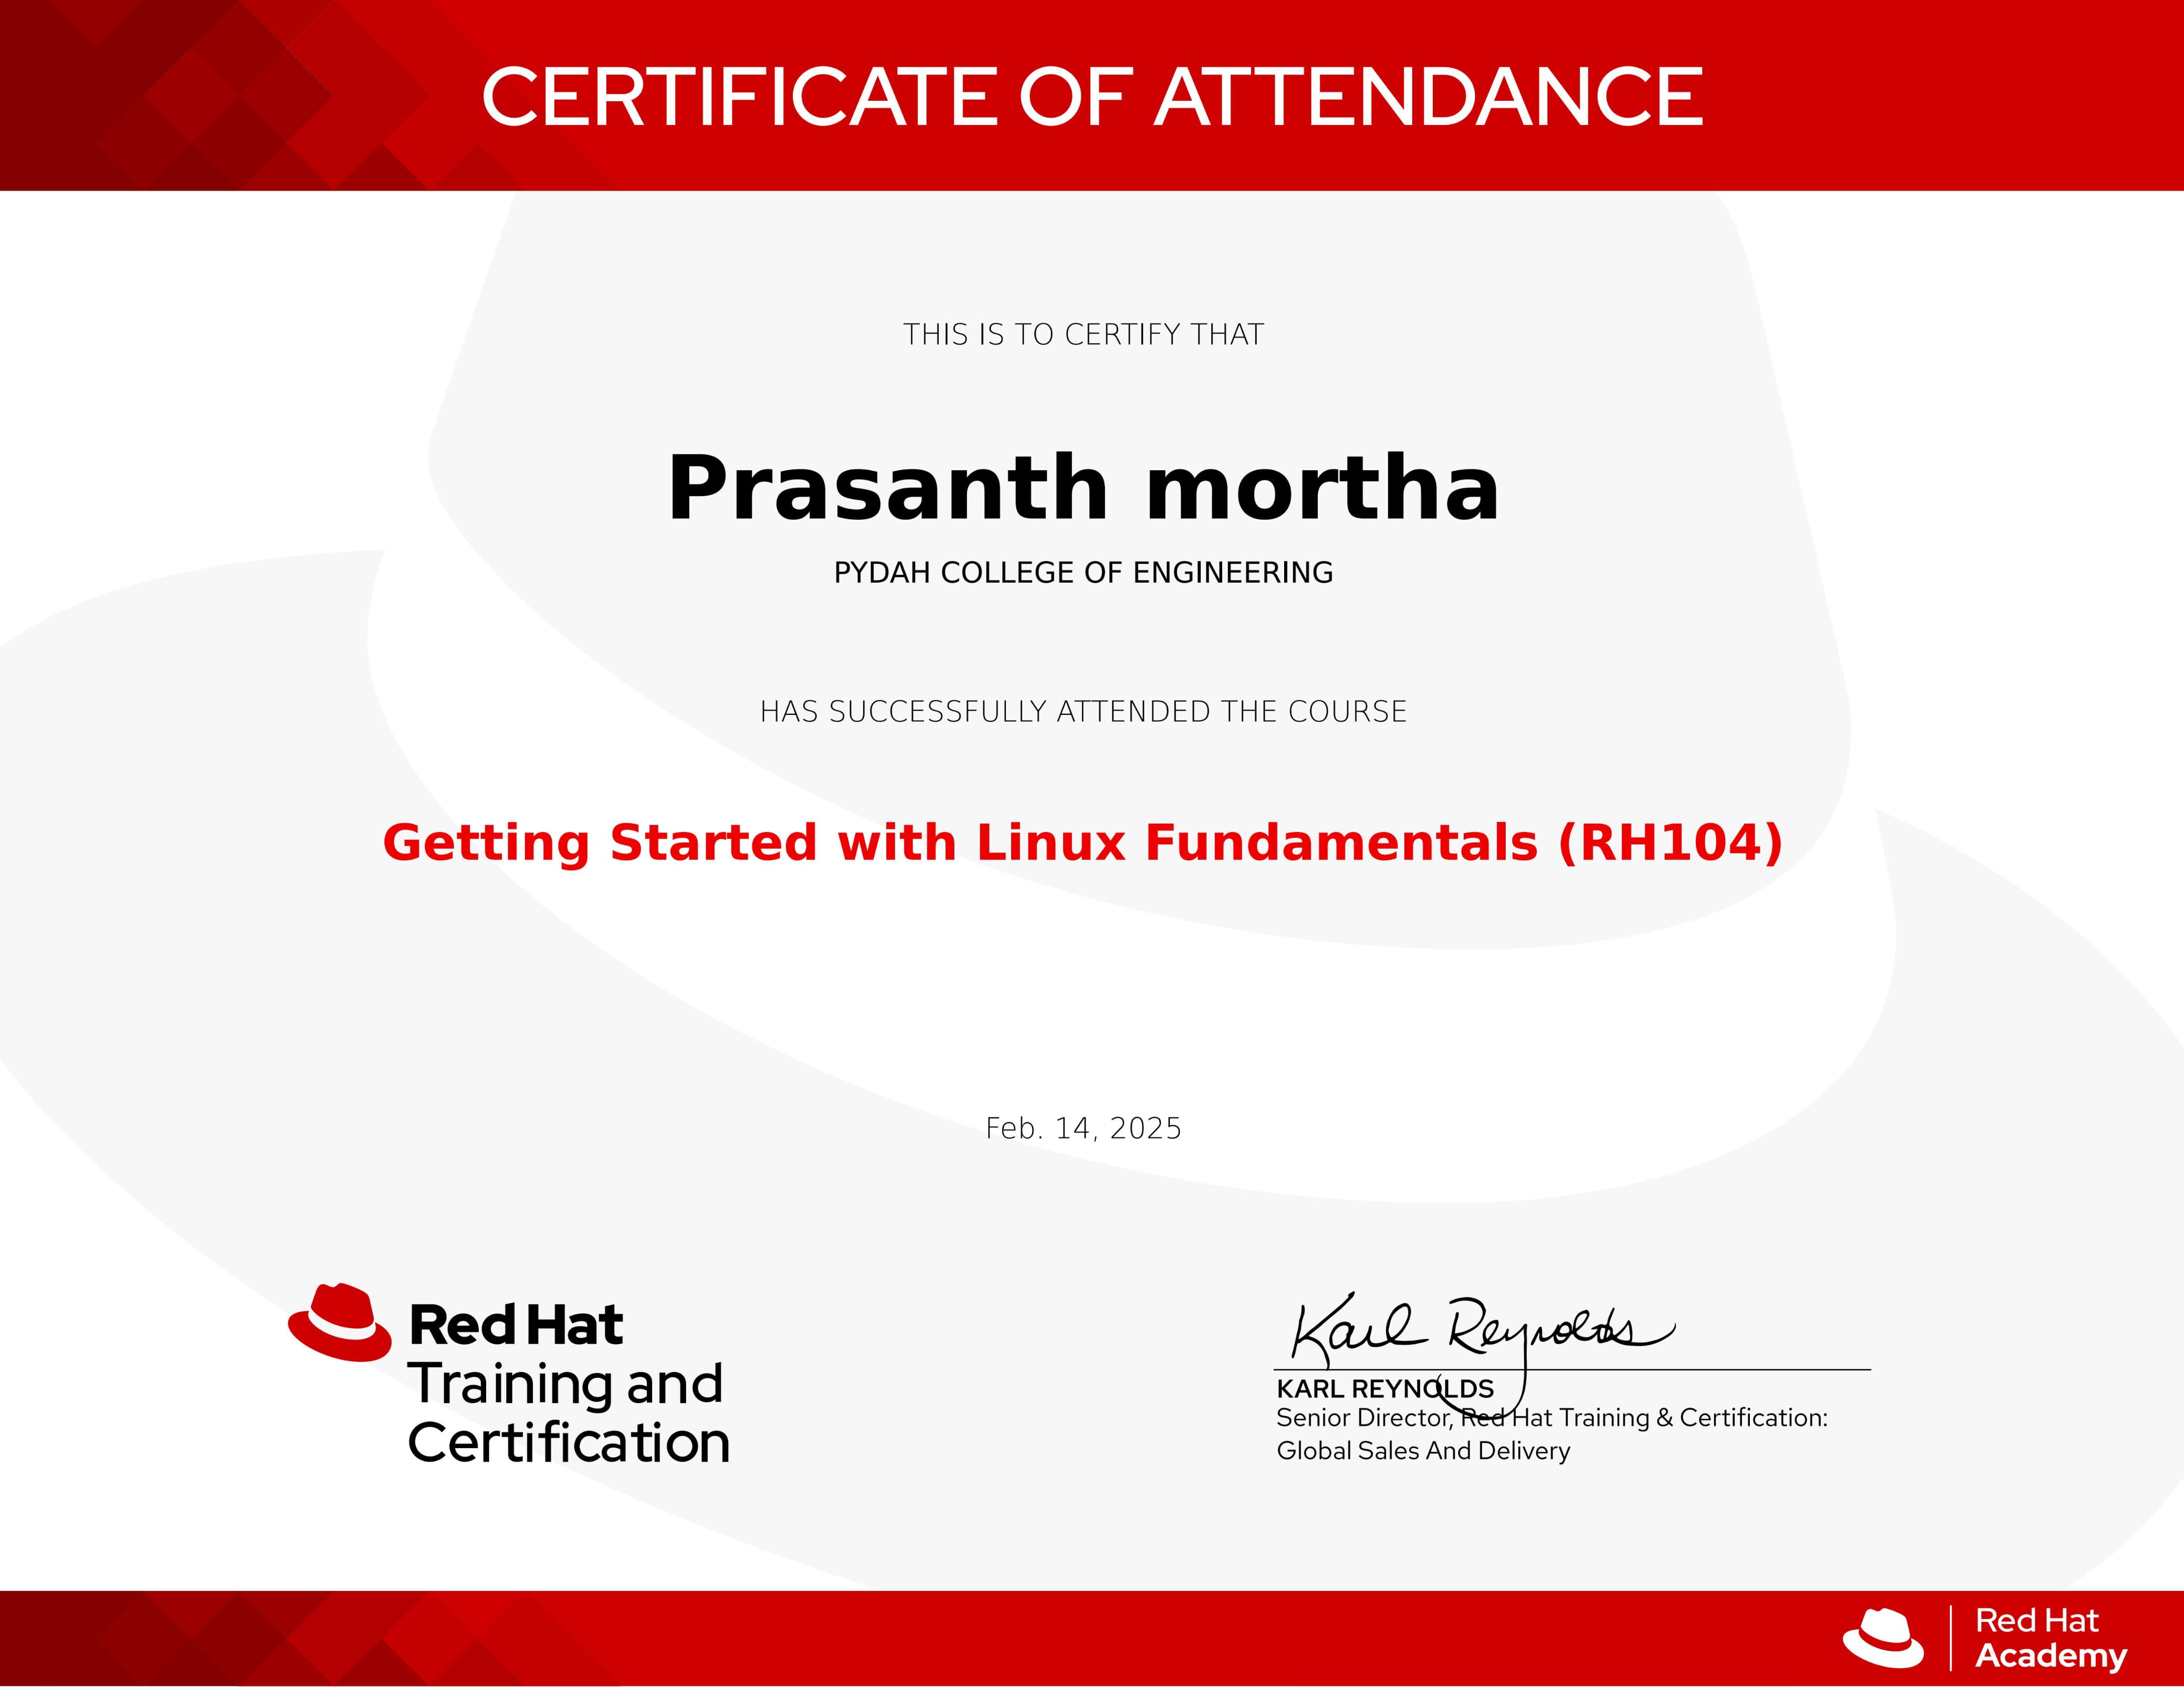 CERTIFICATE OF ATTENDANCE
THIS IS TO CERTIFY THAT
Prasanth mortha
PYDAH COLLEGE OF ENGINEERING
HAS SUCCESSFULLY ATTENDED THE COURSE
Getting Started with Linux Fundamentals (RH104)
Feb. 14, 2025
Red Hat
Training and
Certification
Karl Reynolds
KARL REYNOLDS
Senior Director, Red Hat Training & Certification:
Global Sales And Delivery
Red Hat
Academy